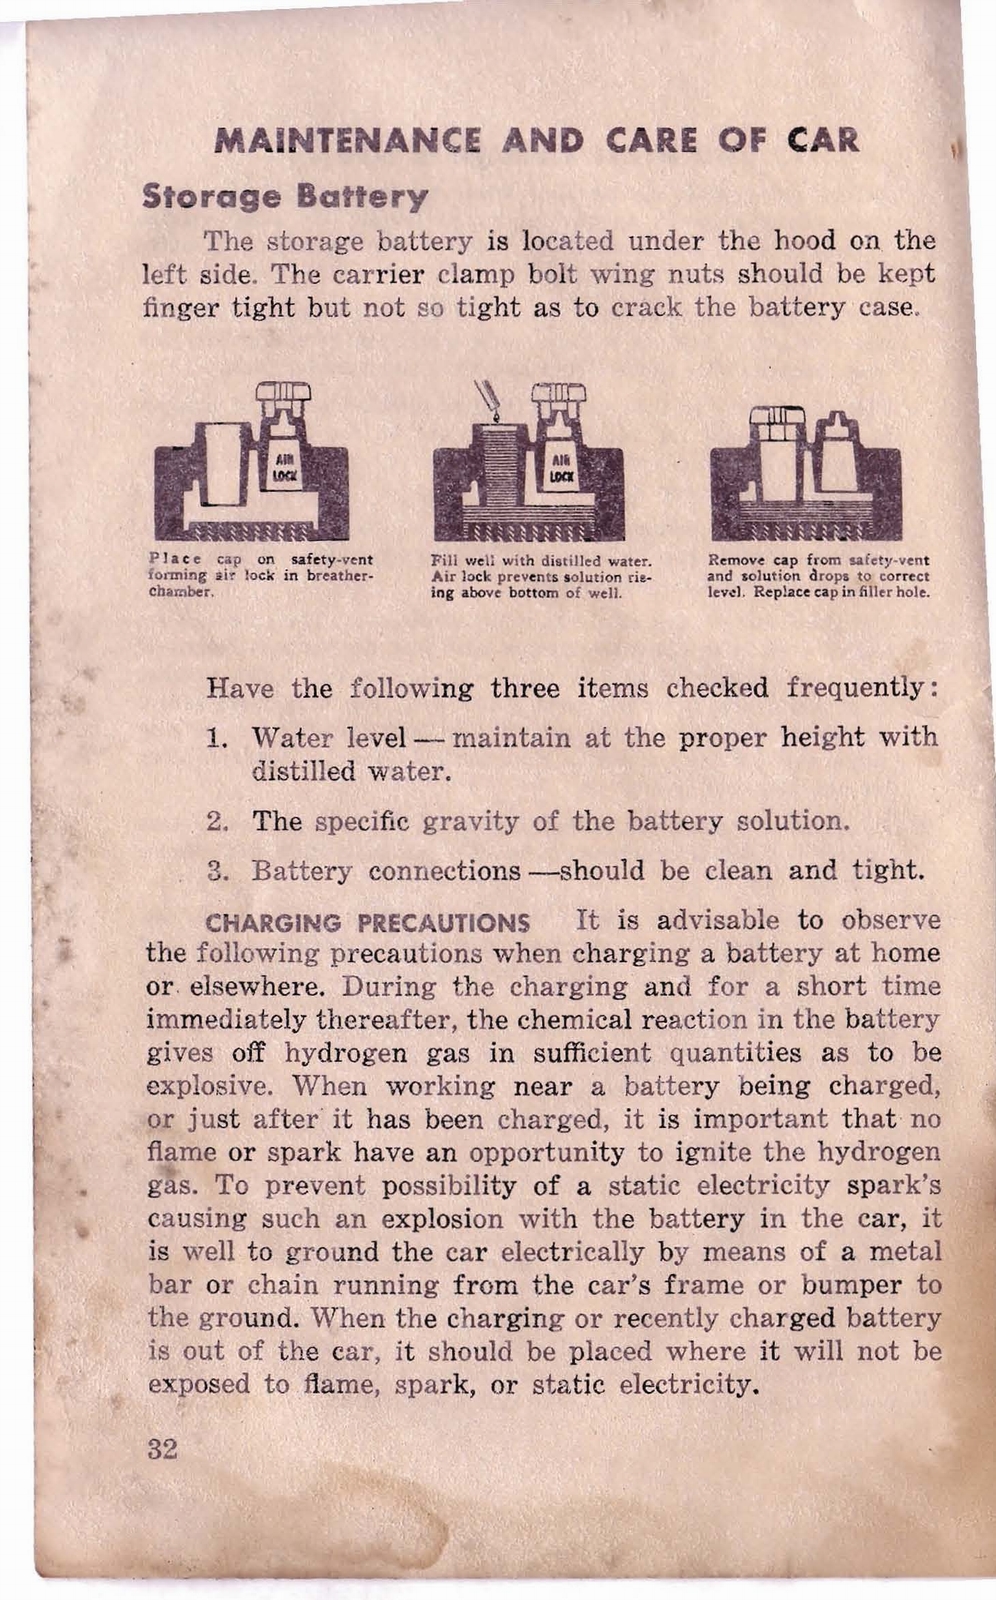 MAINTENANCE AND CARE OF CAR
Storage Battery
The storage battery is located under the hood on the
left side. The carrier clamp bolt wing nuts should be kept
finger tight but not so tight as to crack the battery case.
AIR
LOCK
Place cap on safety-vent
forming air lock in breather-
chamber.
AIR
LOCK
Fill well with distilled water.
Air lock prevents solution ris-
ing above bottom of well.
Remove cap from safety-vent
and solution drops to correct
level. Replace cap in filler hole.
Have the following three items checked frequently:
1. Water level — maintain at the proper height with
distilled water.
2. The specific gravity of the battery solution.
3. Battery connections —should be clean and tight.
CHARGING PRECAUTIONS It is advisable to observe
the following precautions when charging a battery at home
or elsewhere. During the charging and for a short time
immediately thereafter, the chemical reaction in the battery
gives off hydrogen gas in sufficient quantities as to be
explosive. When working near a battery being charged,
or just after it has been charged, it is important that no
flame or spark have an opportunity to ignite the hydrogen
gas. To prevent possibility of a static electricity spark's
causing such an explosion with the battery in the car, it
is well to ground the car electrically by means of a metal
bar or chain running from the car's frame or bumper to
the ground. When the charging or recently charged battery
is out of the car, it should be placed where it will not be
exposed to flame, spark, or static electricity.
32